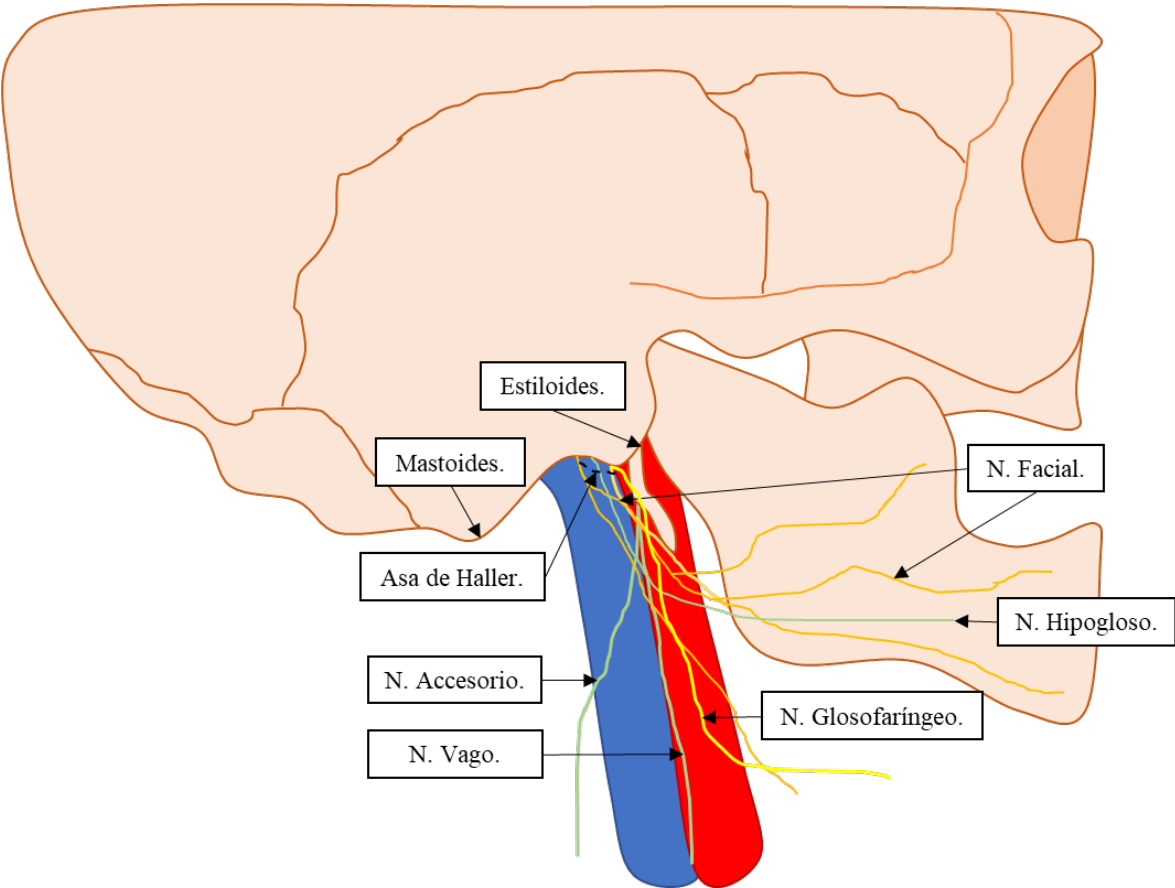 Estiloides.
Mastoides.
N. Facial.
Asa de Haller.
N. Hipogloso.
N. Accesorio.
N. Glosofaríngeo.
N. Vago.